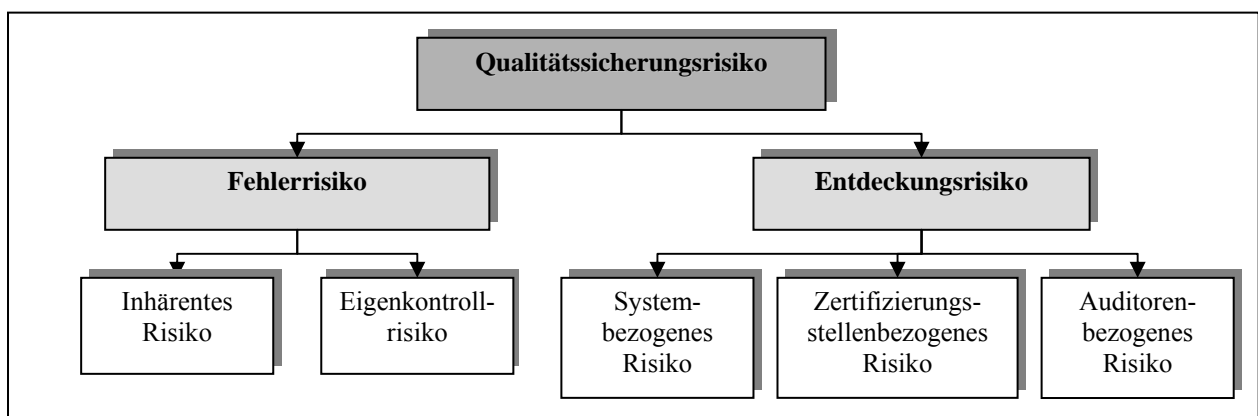 Qualitätssicherungsrisiko
Fehlerrisiko
Entdeckungsrisiko
Inhärentes
Risiko
Eigenkontroll-
risiko
System-
bezogenes
Risiko
Zertifizierungs-
stellenbezogenes
Risiko
Auditoren-
bezogenes
Risiko